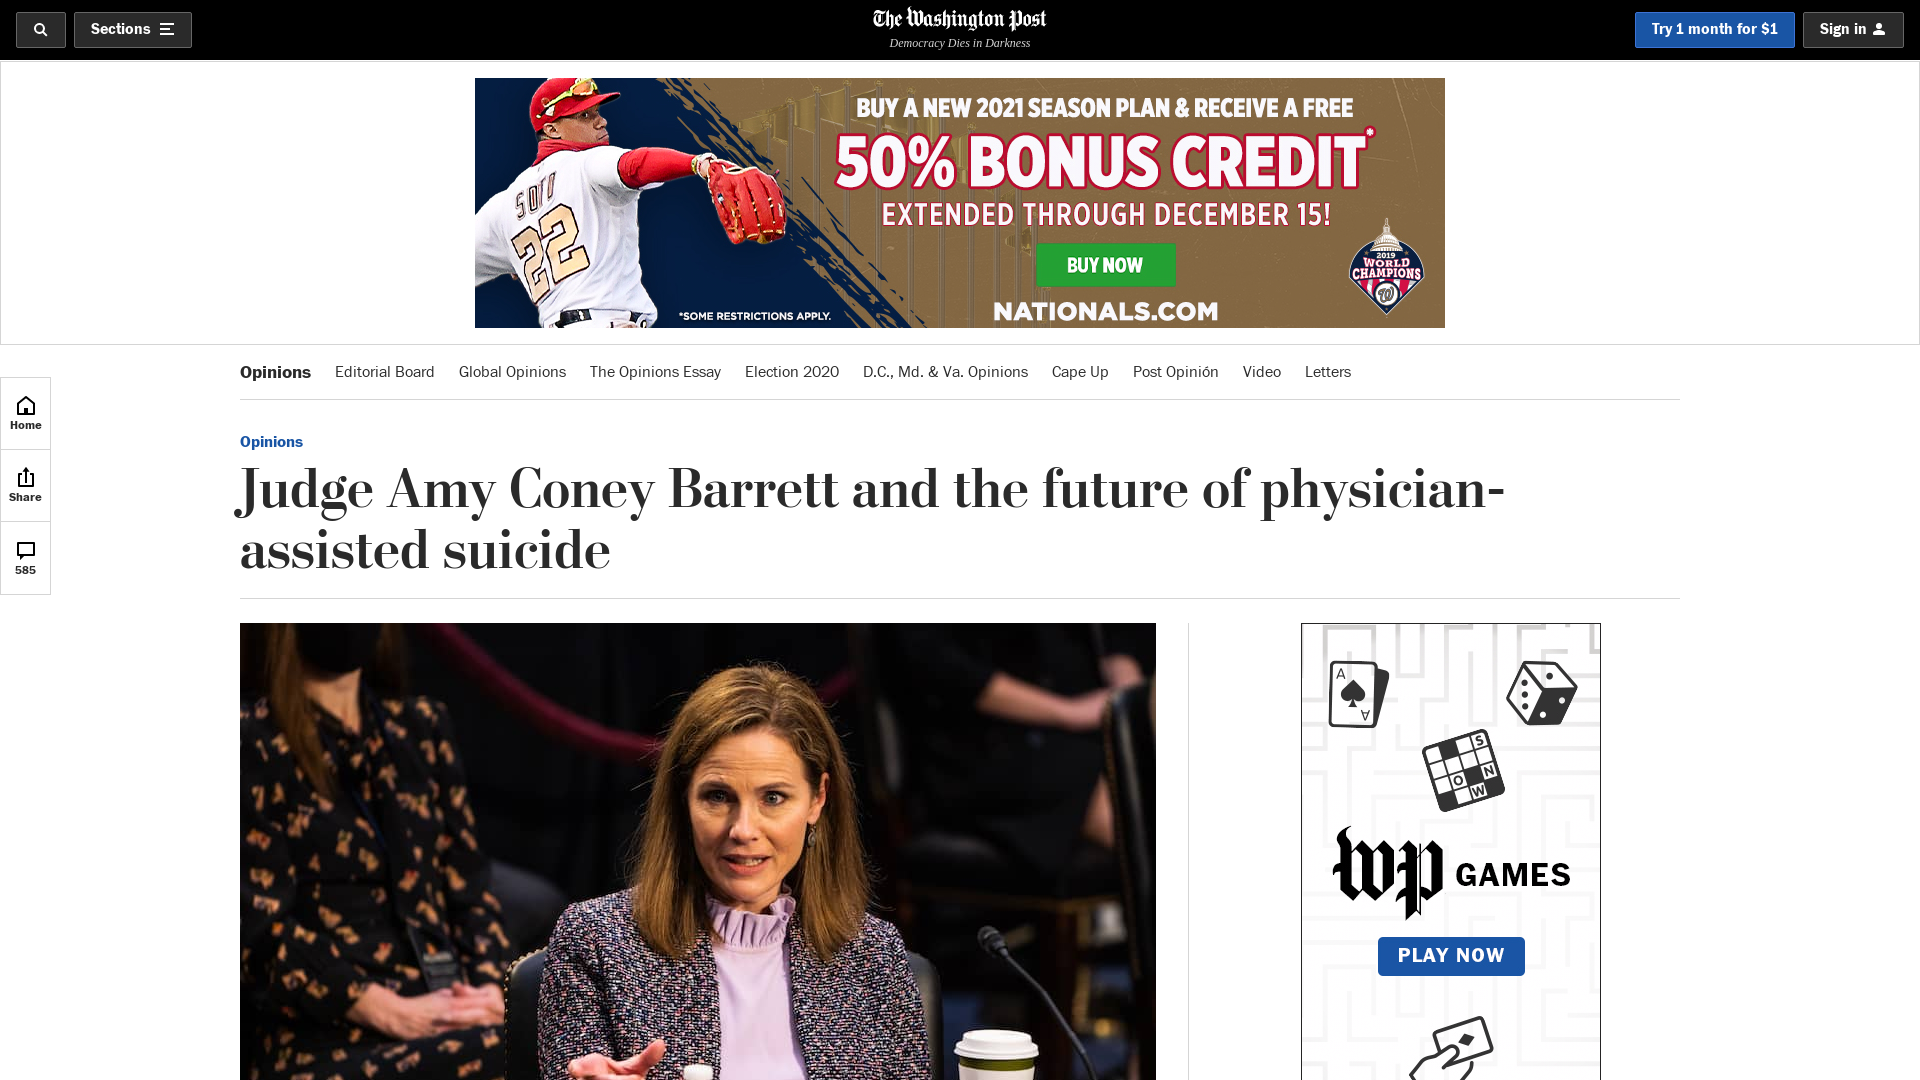 Sections
The Washington Post
Democracy Dies in Darkness
Try 1 month for $1
Sign in
BUY A NEW 2021 SEASON PLAN & RECEIVE A FREE
50% BONUS CREDIT*
EXTENDED THROUGH DECEMBER 15!
BUY NOW
NATIONALS.COM
*SOME RESTRICTIONS APPLY.
SOTO
22
2019
WORLD
CHAMPIONS
W
Opinions Editorial Board Global Opinions The Opinions Essay Election 2020 D.C., Md. & Va. Opinions Cape Up Post Opinión Video Letters
Home
Share
585
Opinions
Judge Amy Coney Barrett and the future of physician-
assisted suicide
A
A
S
O N
W
wp GAMES
PLAY NOW